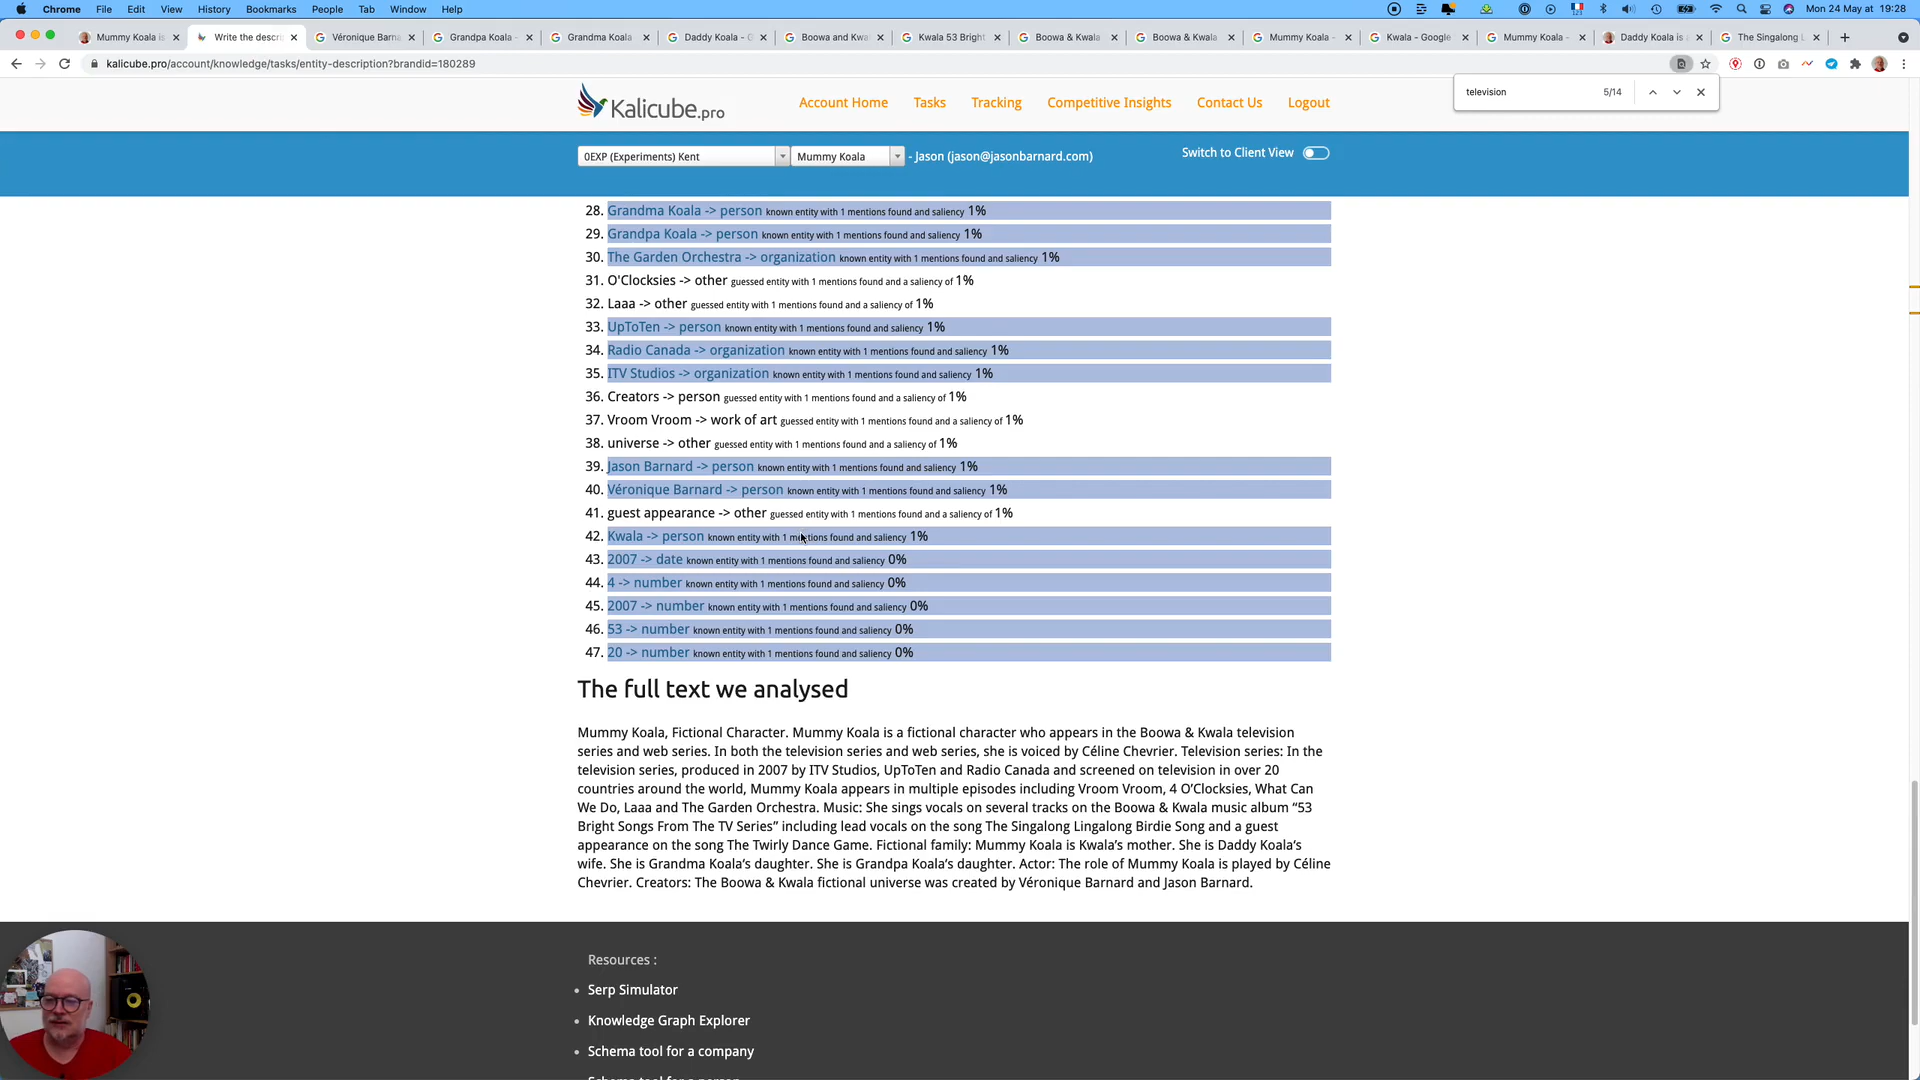 Chrome File Edit View History Bookmarks People Tab Window Help Mon 24 May at 19:28
Mummy Koala is Write the descri Véronique Barna Grandpa Koala - Grandma Koala Daddy Koala - G Boowa and Kwa Kwala 53 Bright Boowa & Kwala Boowa & Kwala Mummy Koala - Kwala - Google Mummy Koala - Daddy Koala is The Singalong L
kalicube.pro/account/knowledge/tasks/entity-description?brandid=180289
television 5/14
Kalicube.pro Account Home Tasks Tracking Competitive Insights Contact Us Logout
0EXP (Experiments) Kent Mummy Koala - Jason (jason@jasonbarnard.com) Switch to Client View
28. Grandma Koala -> person known entity with 1 mentions found and saliency 1%
29. Grandpa Koala -> person known entity with 1 mentions found and saliency 1%
30. The Garden Orchestra -> organization known entity with 1 mentions found and saliency 1%
31. O'Clocksies -> other guessed entity with 1 mentions found and a saliency of 1%
32. Laaa -> other guessed entity with 1 mentions found and a saliency of 1%
33. UpToTen -> person known entity with 1 mentions found and saliency 1%
34. Radio Canada -> organization known entity with 1 mentions found and saliency 1%
35. ITV Studios -> organization known entity with 1 mentions found and saliency 1%
36. Creators -> person guessed entity with 1 mentions found and a saliency of 1%
37. Vroom Vroom -> work of art guessed entity with 1 mentions found and a saliency of 1%
38. universe -> other guessed entity with 1 mentions found and a saliency of 1%
39. Jason Barnard -> person known entity with 1 mentions found and saliency 1%
40. Véronique Barnard -> person known entity with 1 mentions found and saliency 1%
41. guest appearance -> other guessed entity with 1 mentions found and a saliency of 1%
42. Kwala -> person known entity with 1 mentions found and saliency 1%
43. 2007 -> date known entity with 1 mentions found and saliency 0%
44. 4 -> number known entity with 1 mentions found and saliency 0%
45. 2007 -> number known entity with 1 mentions found and saliency 0%
46. 53 -> number known entity with 1 mentions found and saliency 0%
47. 20 -> number known entity with 1 mentions found and saliency 0%
The full text we analysed
Mummy Koala, Fictional Character. Mummy Koala is a fictional character who appears in the Boowa & Kwala television
series and web series. In both the television series and web series, she is voiced by Céline Chevrier. Television series: In the
television series, produced in 2007 by ITV Studios, UpToTen and Radio Canada and screened on television in over 20
countries around the world, Mummy Koala appears in multiple episodes including Vroom Vroom, 4 O’Clocksies, What Can
We Do, Laaa and The Garden Orchestra. Music: She sings vocals on several tracks on the Boowa & Kwala music album “53
Bright Songs From The TV Series” including lead vocals on the song The Singalong Lingalong Birdie Song and a guest
appearance on the song The Twirly Dance Game. Fictional family: Mummy Koala is Kwala’s mother. She is Daddy Koala’s
wife. She is Grandma Koala’s daughter. She is Grandpa Koala’s daughter. Actor: The role of Mummy Koala is played by Céline
Chevrier. Creators: The Boowa & Kwala fictional universe was created by Véronique Barnard and Jason Barnard.
Resources :
Serp Simulator
Knowledge Graph Explorer
Schema tool for a company